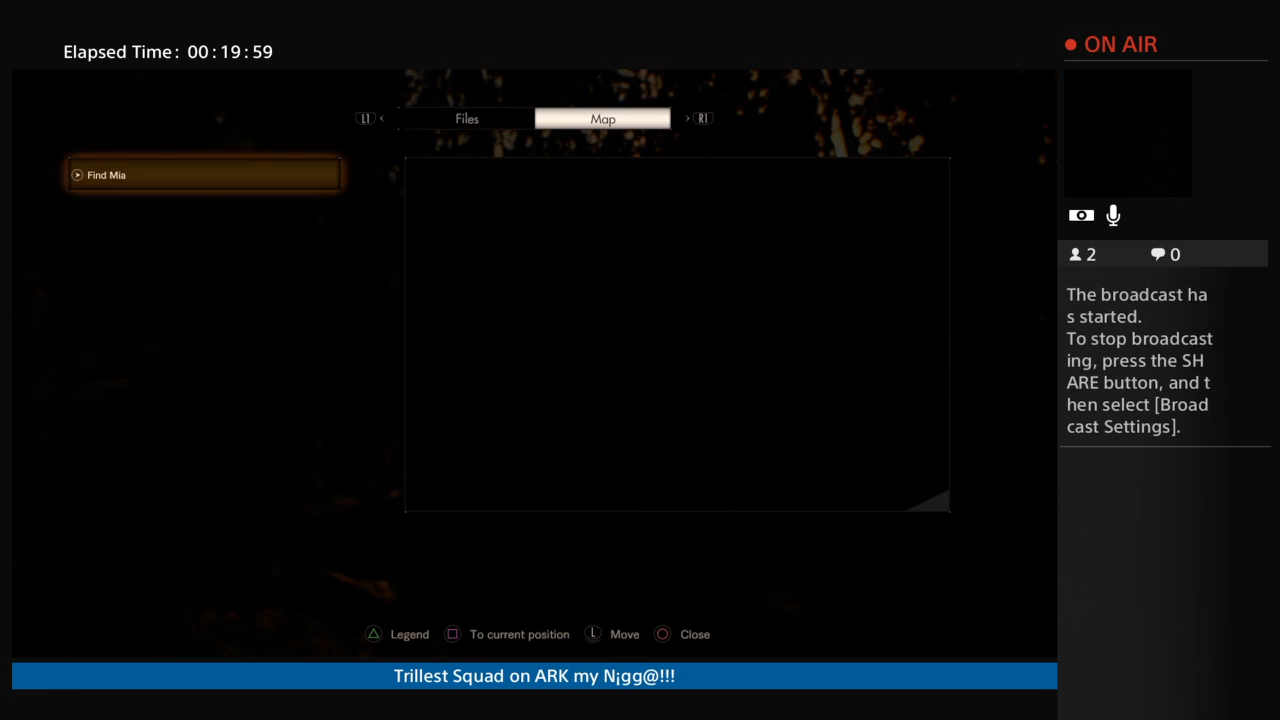 Elapsed Time: 00:19:59
ON AIR
L1 < Files Map > R1
Find Mia
2 0
The broadcast ha
s started.
To stop broadcast
ing, press the SH
ARE button, and t
hen select [Broad
cast Settings].
Legend To current position L Move Close
Trillest Squad on ARK my N¡gg@!!!